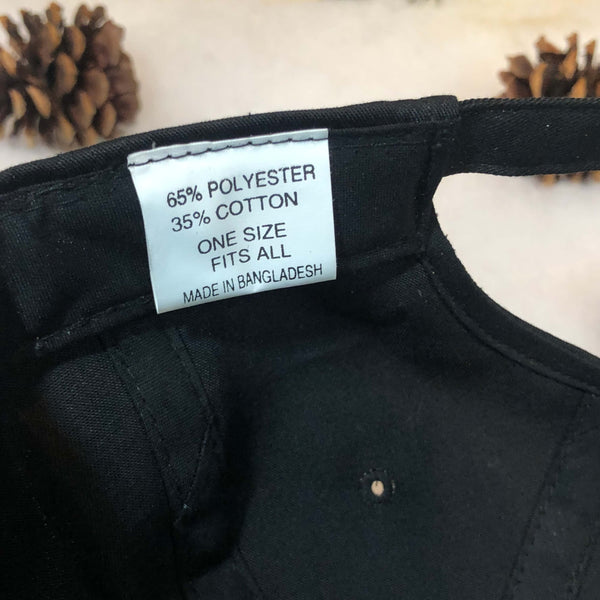 65% POLYESTER
35% COTTON
ONE SIZE
FITS ALL
MADE IN BANGLADESH